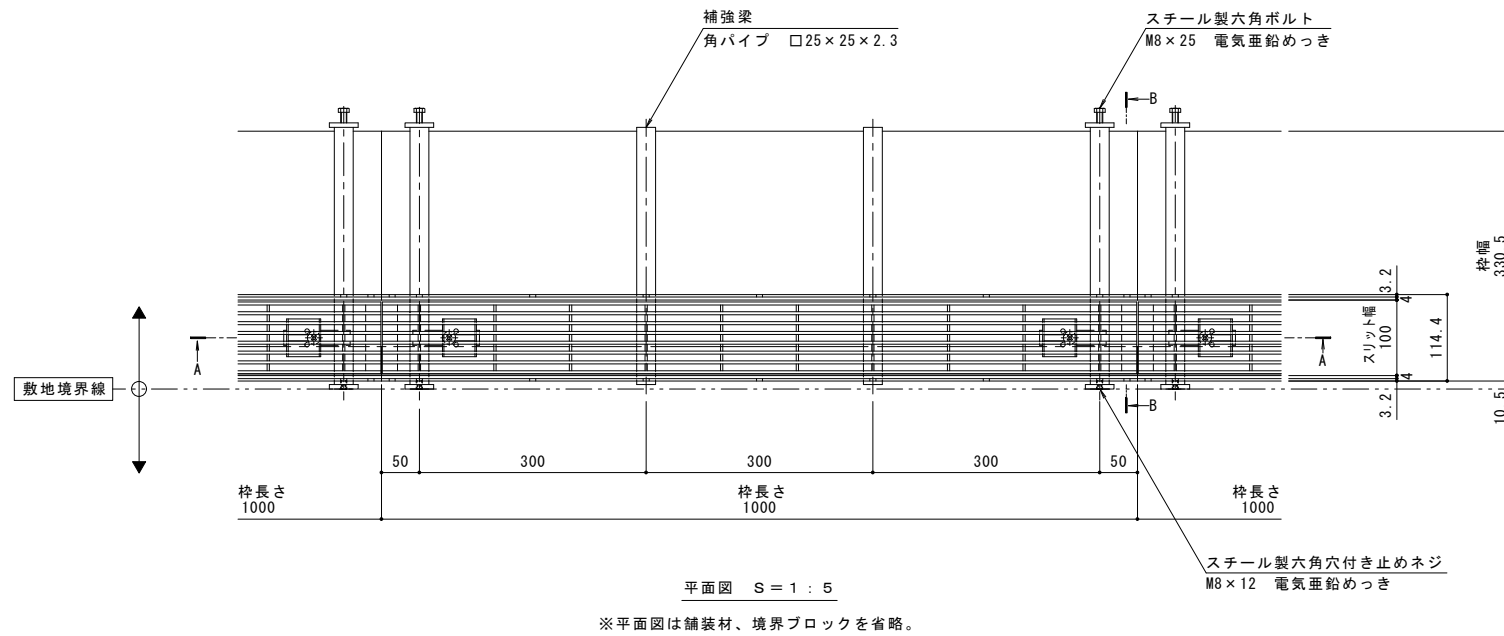 補強梁
角パイプ　□25×25×2.3
スチール製六角ボルト
M8×25　電気亜鉛めっき
B
枠幅
330.5
3.2
4
スリット幅
100
114.4
A
A
敷地境界線
4
3.2
10.5
B
50
300
300
300
50
枠長さ
1000
枠長さ
1000
枠長さ
1000
スチール製六角穴付き止めネジ
M8×12　電気亜鉛めっき
平面図　Ｓ＝１：５
※平面図は舗装材、境界ブロックを省略。